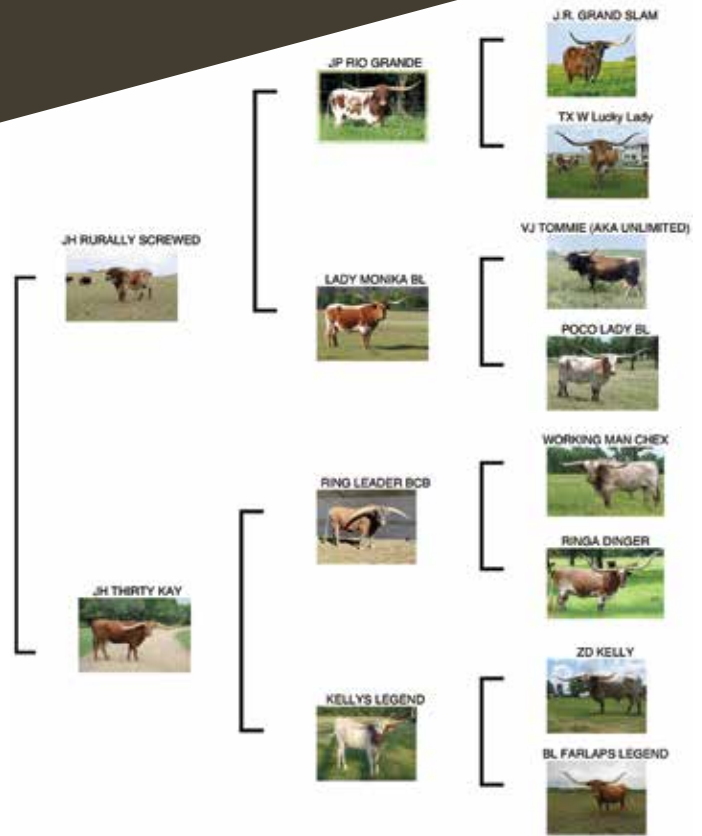 J.R. GRAND SLAM
JP RIO GRANDE
TX W Lucky Lady
JH RURALLY SCREWED
VJ TOMMIE (AKA UNLIMITED)
LADY MONIKA BL
POCO LADY BL
WORKING MAN CHEX
RING LEADER BCB
RINGA DINGER
JH THIRTY KAY
ZD KELLY
KELLYS LEGEND
BL FARLAPS LEGEND